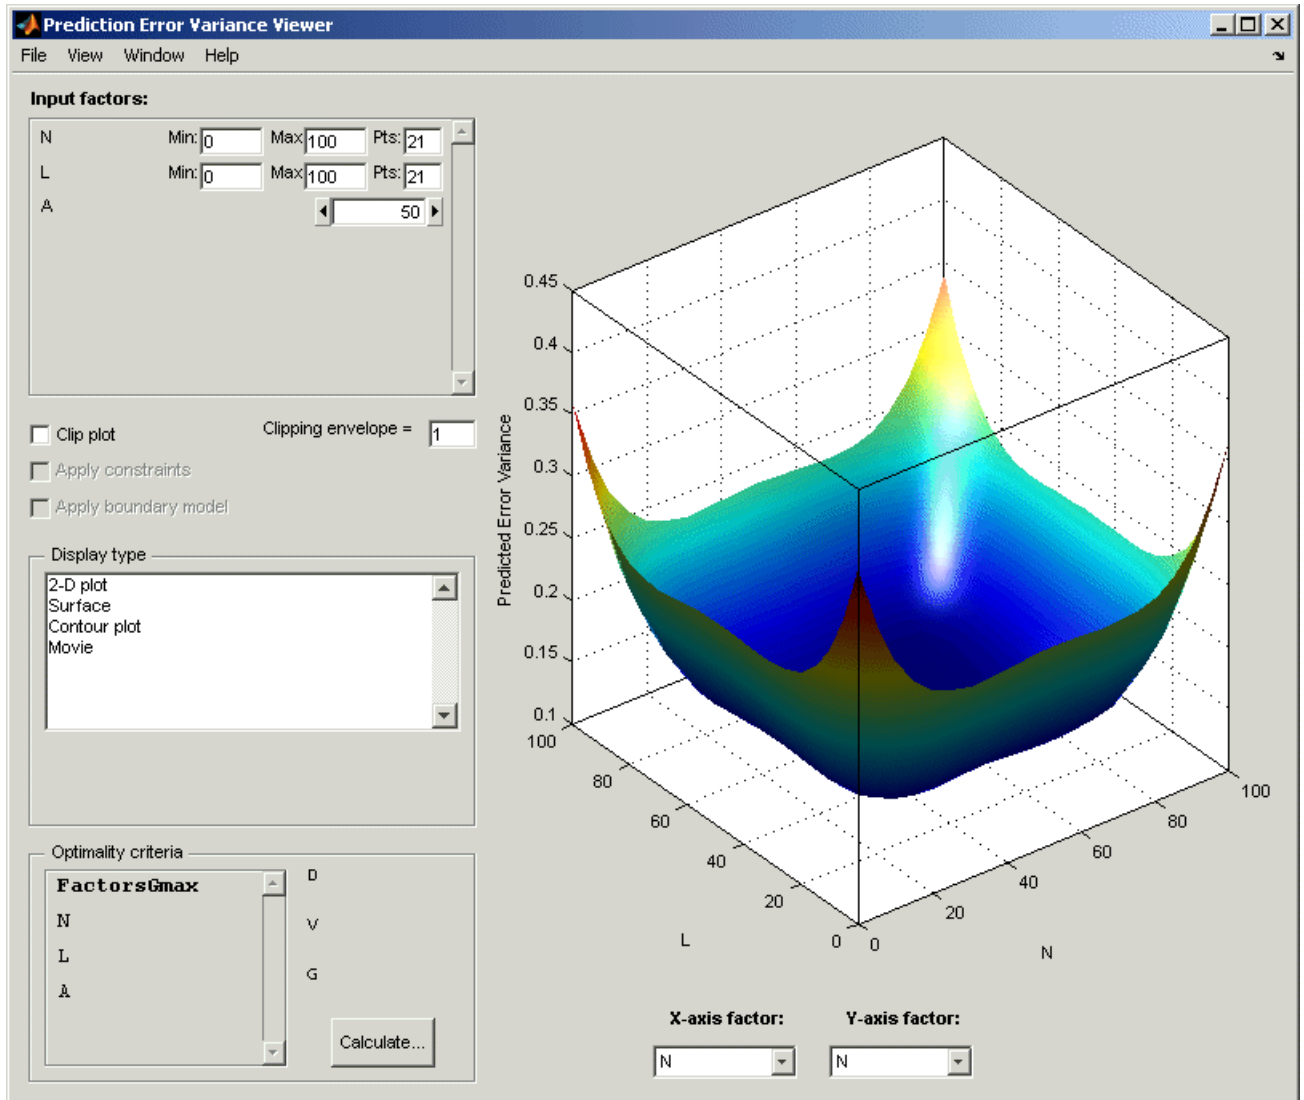 Prediction Error Variance Viewer
File View Window Help
Input factors:
N Min: 0 Max 100 Pts: 21
L Min: 0 Max 100 Pts: 21
A 50
Clip plot Clipping envelope = 1
Apply constraints
Apply boundary model
Display type
2-D plot
Surface
Contour plot
Movie
Optimality criteria
FactorsGmax
N
L
A
D
V
G
Calculate...
Predicted Error Variance
0.45
0.4
0.35
0.3
0.25
0.2
0.15
0.1
100
80
60
40
20
0
L
0
20
40
60
80
100
N
X-axis factor: Y-axis factor:
N N